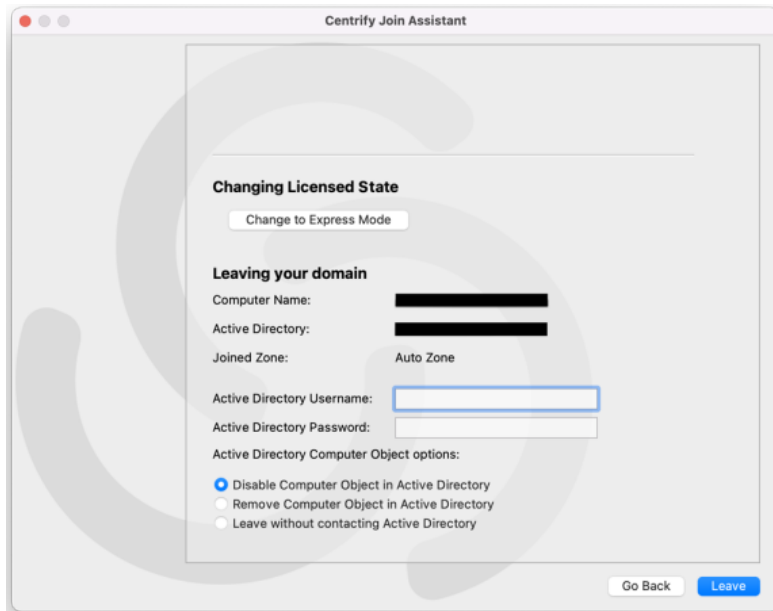 Centrify Join Assistant
Changing Licensed State
Change to Express Mode
Leaving your domain
Computer Name:
Active Directory:
Joined Zone: Auto Zone
Active Directory Username:
Active Directory Password:
Active Directory Computer Object options:
Disable Computer Object in Active Directory
Remove Computer Object in Active Directory
Leave without contacting Active Directory
Go Back Leave